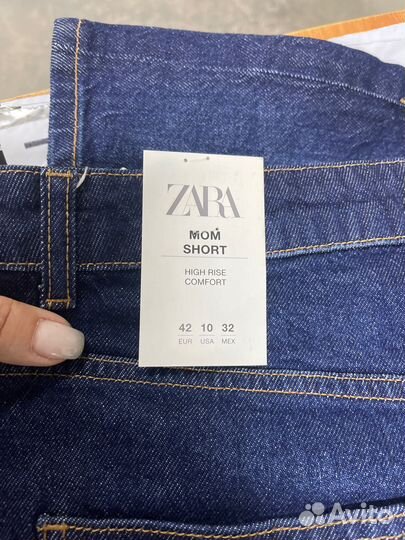 ZARA
MOM
SHORT
HIGH RISE
COMFORT
42 10 32
EUR USA MEX
Avito